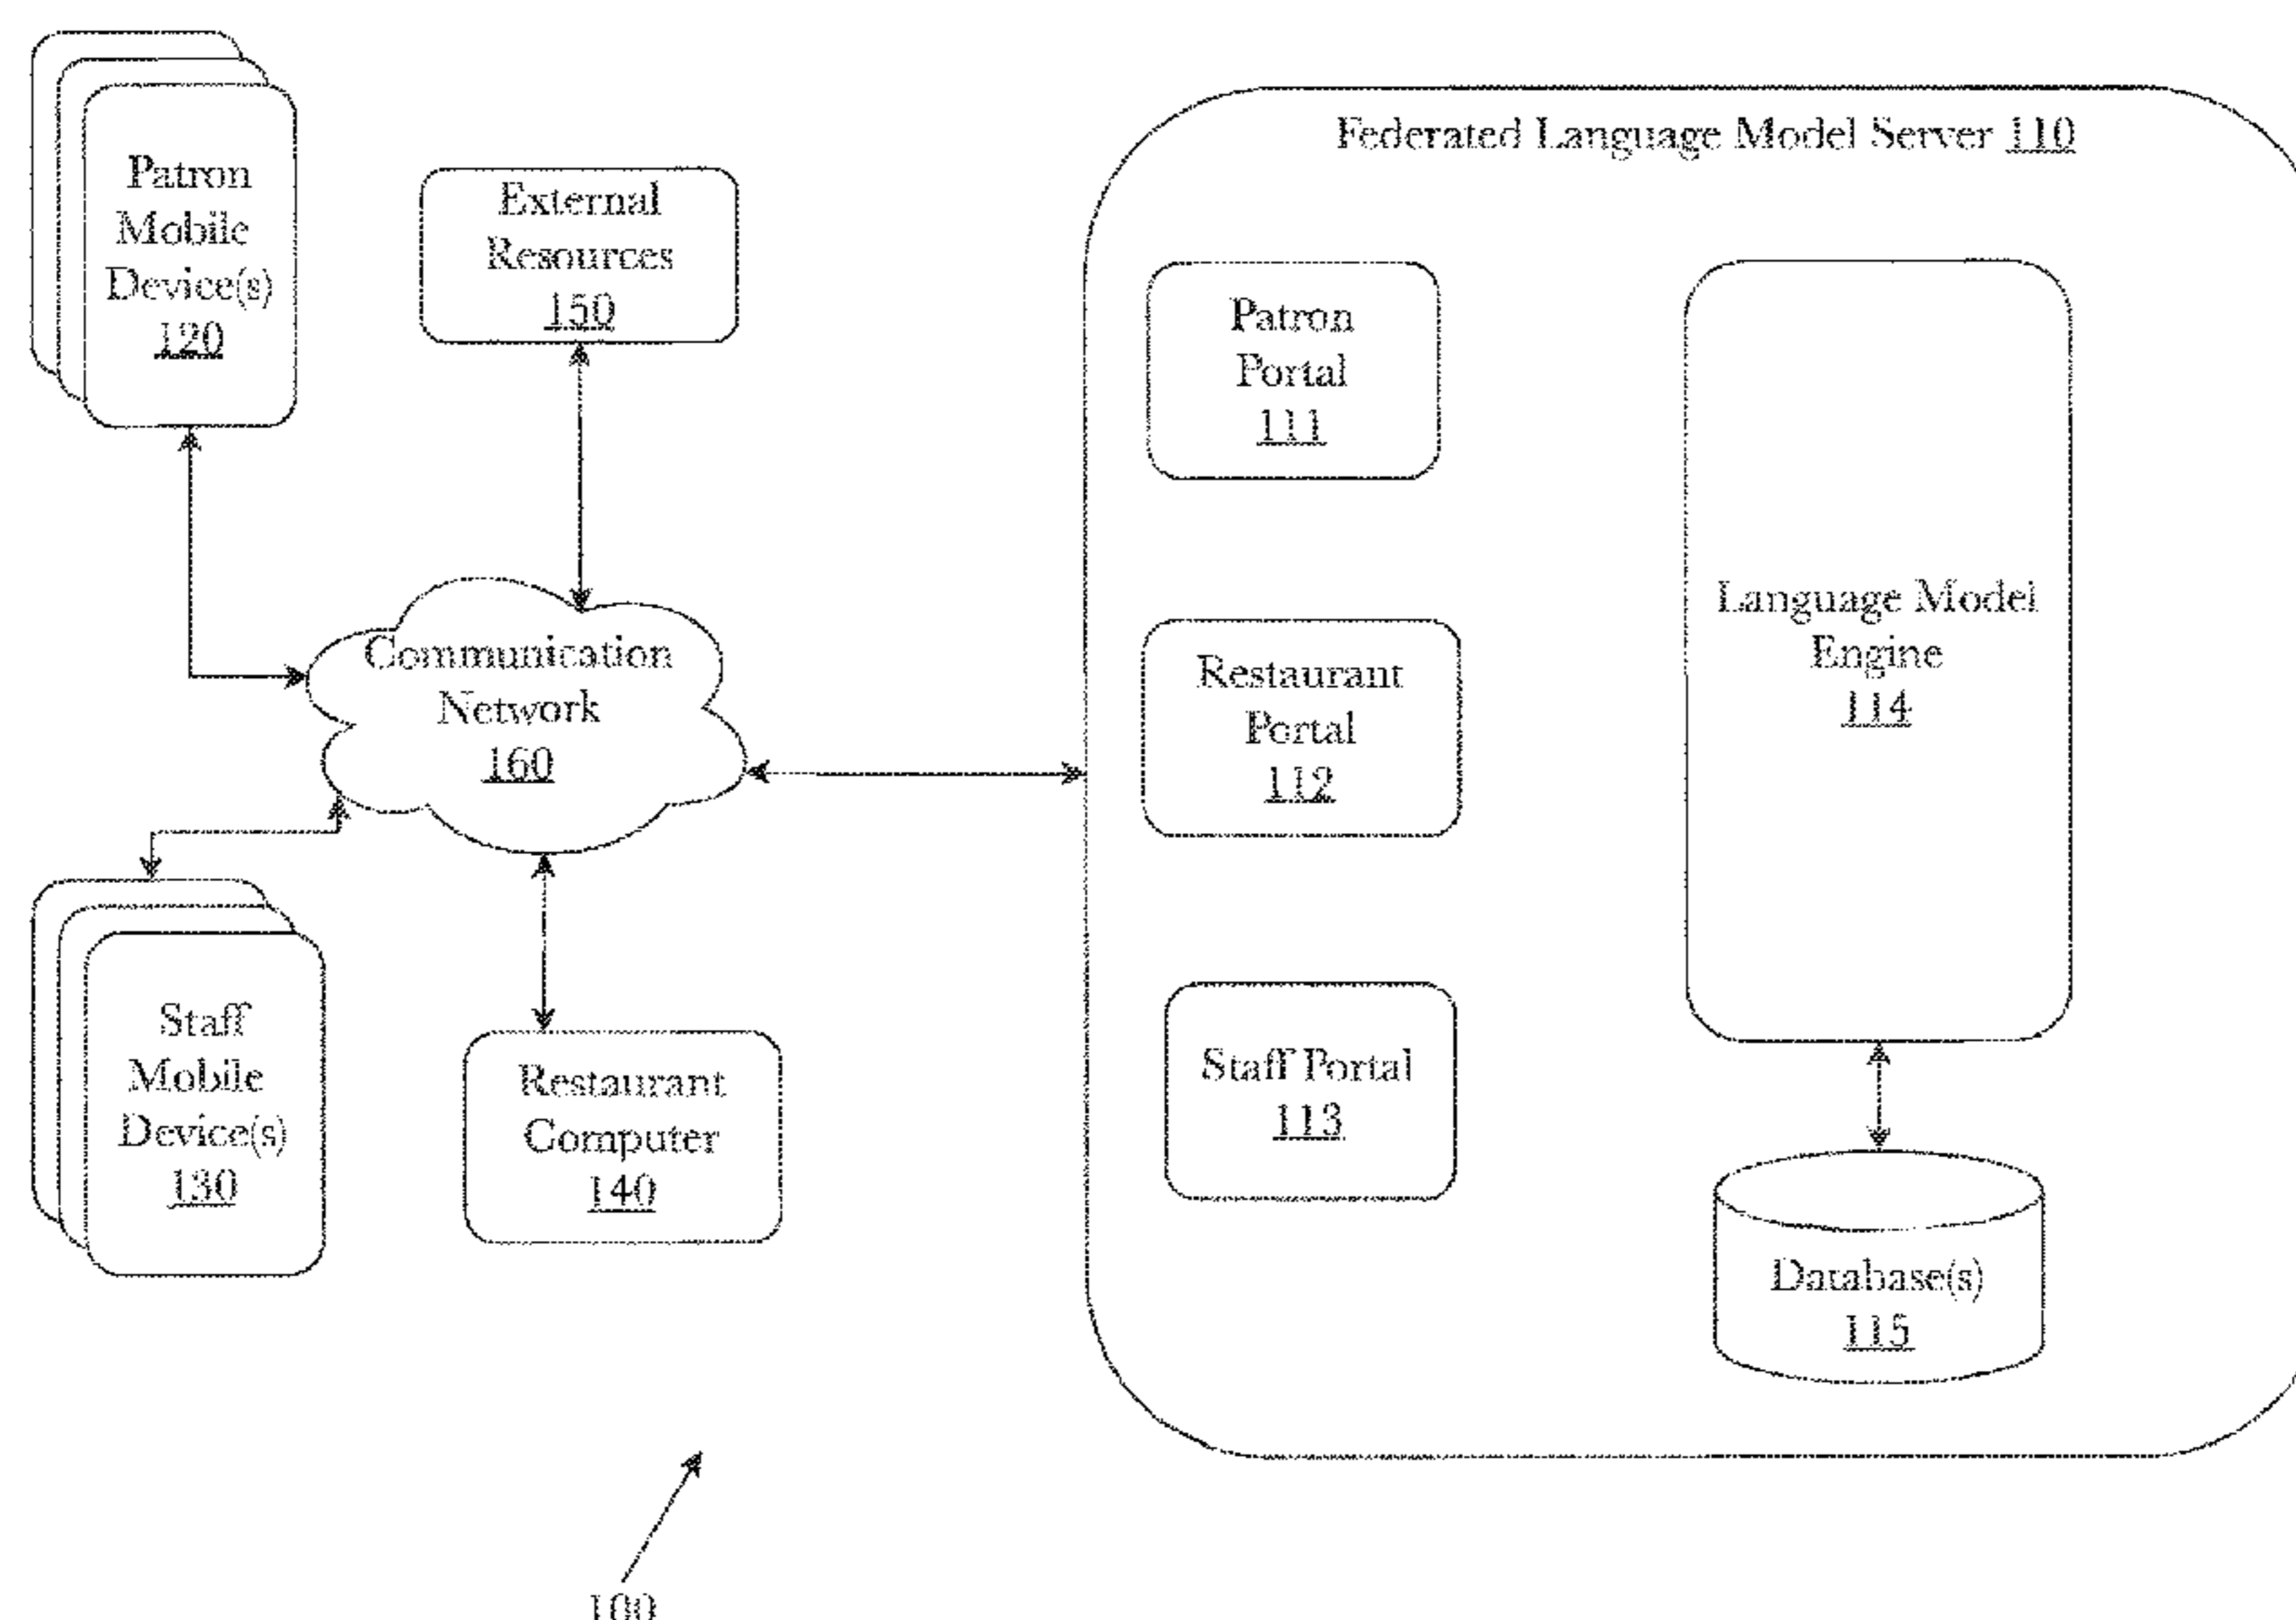 Patron
Mobile
Device(s)
120
External
Resources
150
Communication
Network
160
Staff
Mobile
Device(s)
130
Restaurant
Computer
140
Federated Language Model Server 110
Patron
Portal
111
Restaurant
Portal
112
Staff Portal
113
Language Model
Engine
114
Database(s)
115
100